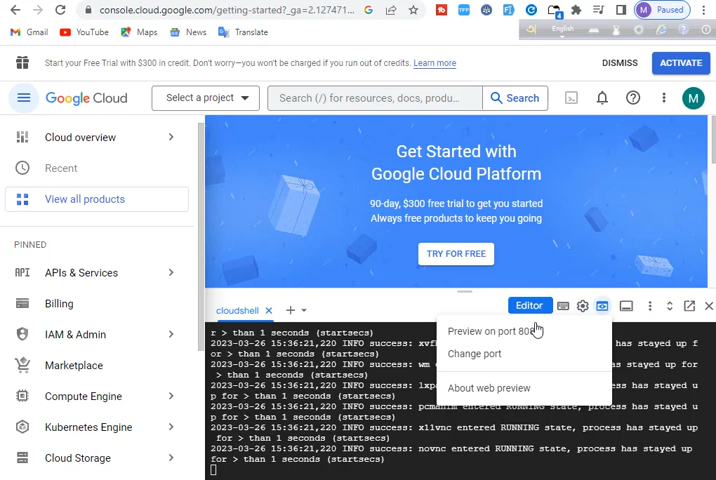 console.cloud.google.com/getting-started?_ga=2.127471...
Paused
Gmail
YouTube
Maps
News
Translate
English
Start your Free Trial with $300 in credit. Don't worry—you won't be charged if you run out of credits. Learn more
DISMISS
ACTIVATE
Google Cloud
Select a project
Search (/) for resources, docs, produ...
Search
M
Cloud overview
Recent
View all products
PINNED
API APIs & Services
Billing
IAM & Admin
Marketplace
Compute Engine
Kubernetes Engine
Cloud Storage
Get Started with
Google Cloud Platform
90-day, $300 free trial to get you started
Always free products to keep you going
TRY FOR FREE
cloudshell
Editor
Preview on port
Change port
About web preview
r > than 1 seconds (startsecs)
2023-03-26 15:36:21,220 INFO success: has stayed up f
or > than 1 seconds (startsecs)
2023-03-26 15:36:21,220 INFO success: wm has stayed up for
> than 1 seconds (startsecs)
2023-03-26 15:36:21,220 INFO success: has stayed u
p for > than 1 seconds (startsecs)
2023-03-26 15:36:21,220 INFO success: pcmanfm entered RUNNING state, process has stayed u
p for > than 1 seconds (startsecs)
2023-03-26 15:36:21,220 INFO success: x11vnc entered RUNNING state, process has stayed up
for > than 1 seconds (startsecs)
2023-03-26 15:36:21,220 INFO success: novnc entered RUNNING state, process has stayed up
for > than 1 seconds (startsecs)